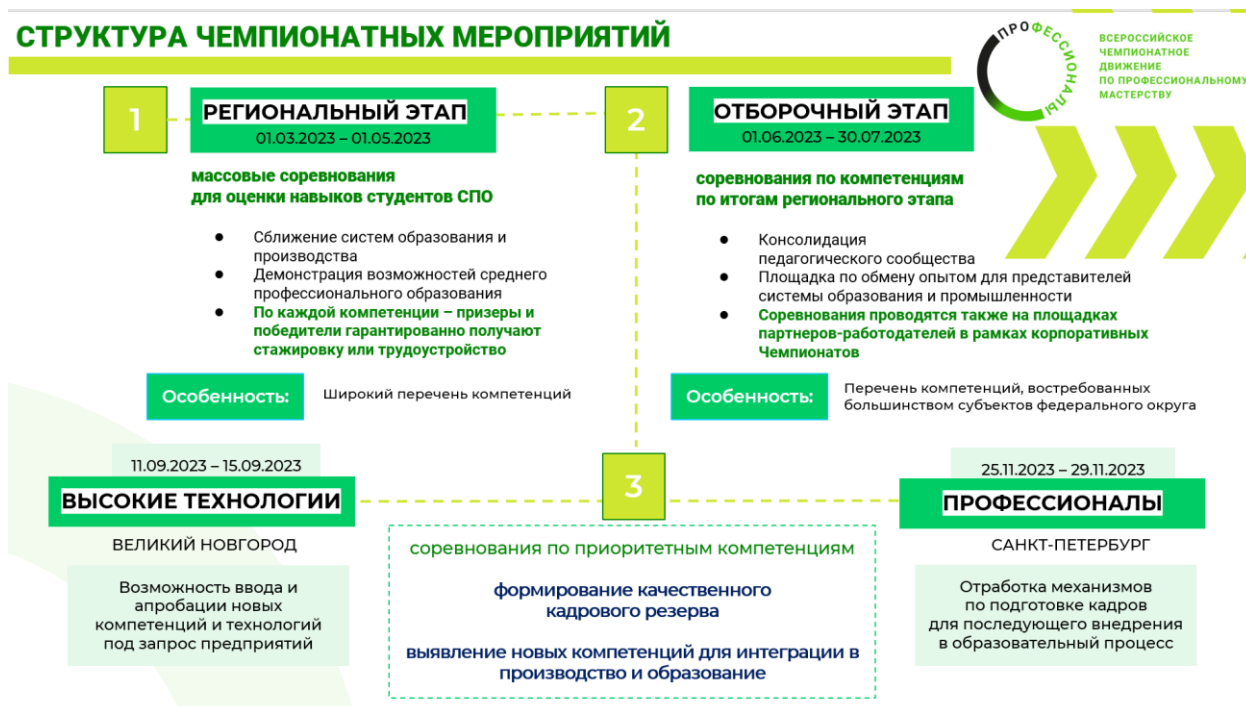 СТРУКТУРА ЧЕМПИОНАТНЫХ МЕРОПРИЯТИЙ
ПРОФЕССИОНАЛЫ
ВСЕРОССИЙСКОЕ
ЧЕМПИОНАТНОЕ
ДВИЖЕНИЕ
ПО ПРОФЕССИОНАЛЬНОМУ
МАСТЕРСТВУ
1
РЕГИОНАЛЬНЫЙ ЭТАП
01.03.2023 – 01.05.2023
массовые соревнования
для оценки навыков студентов СПО
● Сближение систем образования и
производства
● Демонстрация возможностей среднего
профессионального образования
● По каждой компетенции – призеры и
победители гарантированно получают
стажировку или трудоустройство
Особенность:
Широкий перечень компетенций
2
ОТБОРОЧНЫЙ ЭТАП
01.06.2023 – 30.07.2023
соревнования по компетенциям
по итогам регионального этапа
● Консолидация
педагогического сообщества
● Площадка по обмену опытом для представителей
системы образования и промышленности
● Соревнования проводятся также на площадках
партнеров-работодателей в рамках корпоративных
Чемпионатов
Особенность:
Перечень компетенций, востребованных
большинством субъектов федерального округа
11.09.2023 – 15.09.2023
ВЫСОКИЕ ТЕХНОЛОГИИ
ВЕЛИКИЙ НОВГОРОД
Возможность ввода и
апробации новых
компетенций и технологий
под запрос предприятий
3
соревнования по приоритетным компетенциям
формирование качественного
кадрового резерва
выявление новых компетенций для интеграции в
производство и образование
25.11.2023 – 29.11.2023
ПРОФЕССИОНАЛЫ
САНКТ-ПЕТЕРБУРГ
Отработка механизмов
по подготовке кадров
для последующего внедрения
в образовательный процесс